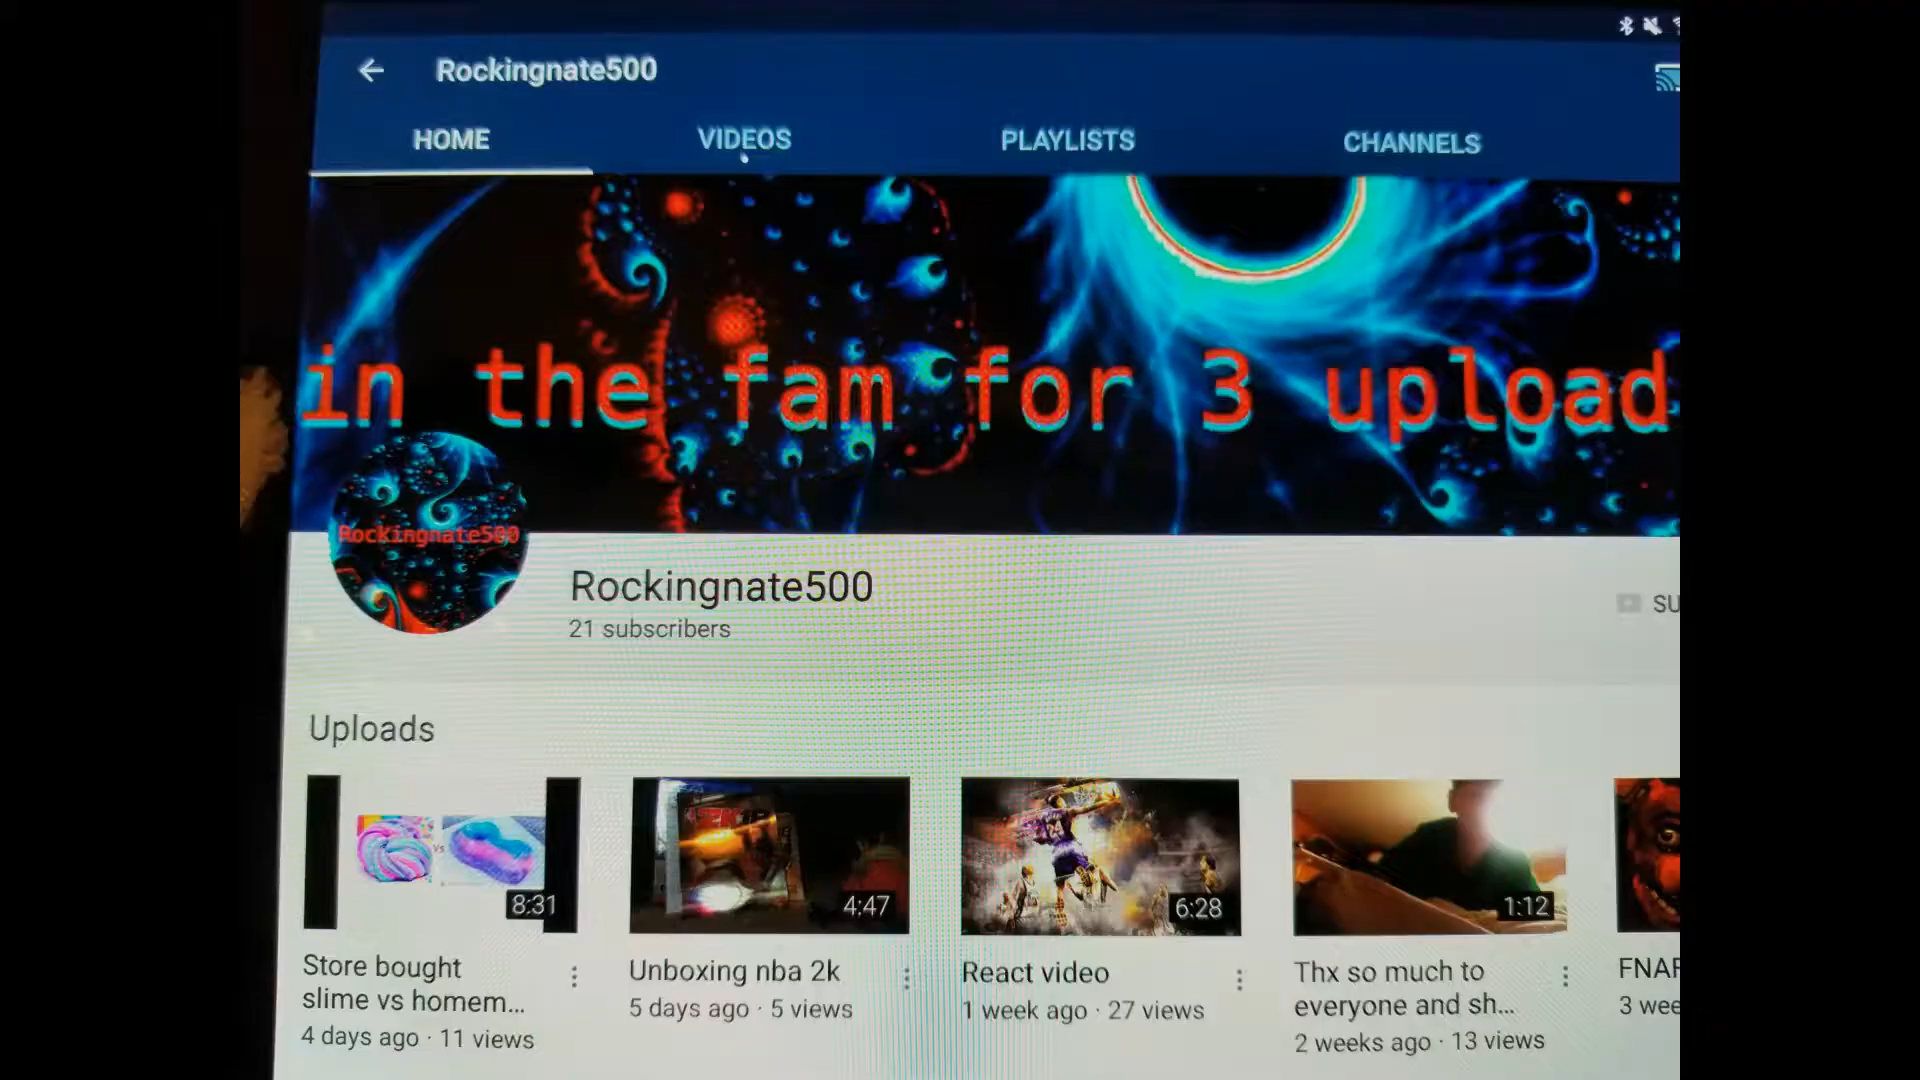 Rockingnate500
HOME
VIDEOS
PLAYLISTS
CHANNELS
in the fam for 3 upload
RocKingnate500
Rockingnate500
21 subscribers
SU
Uploads
Vs
8:31
4:47
6:28
24
1:12
Store bought
slime vs homem...
4 days ago · 11 views
Unboxing nba 2k
5 days ago · 5 views
React video
1 week ago · 27 views
Thx so much to
everyone and sh...
2 weeks ago · 13 views
FNAF
3 wee